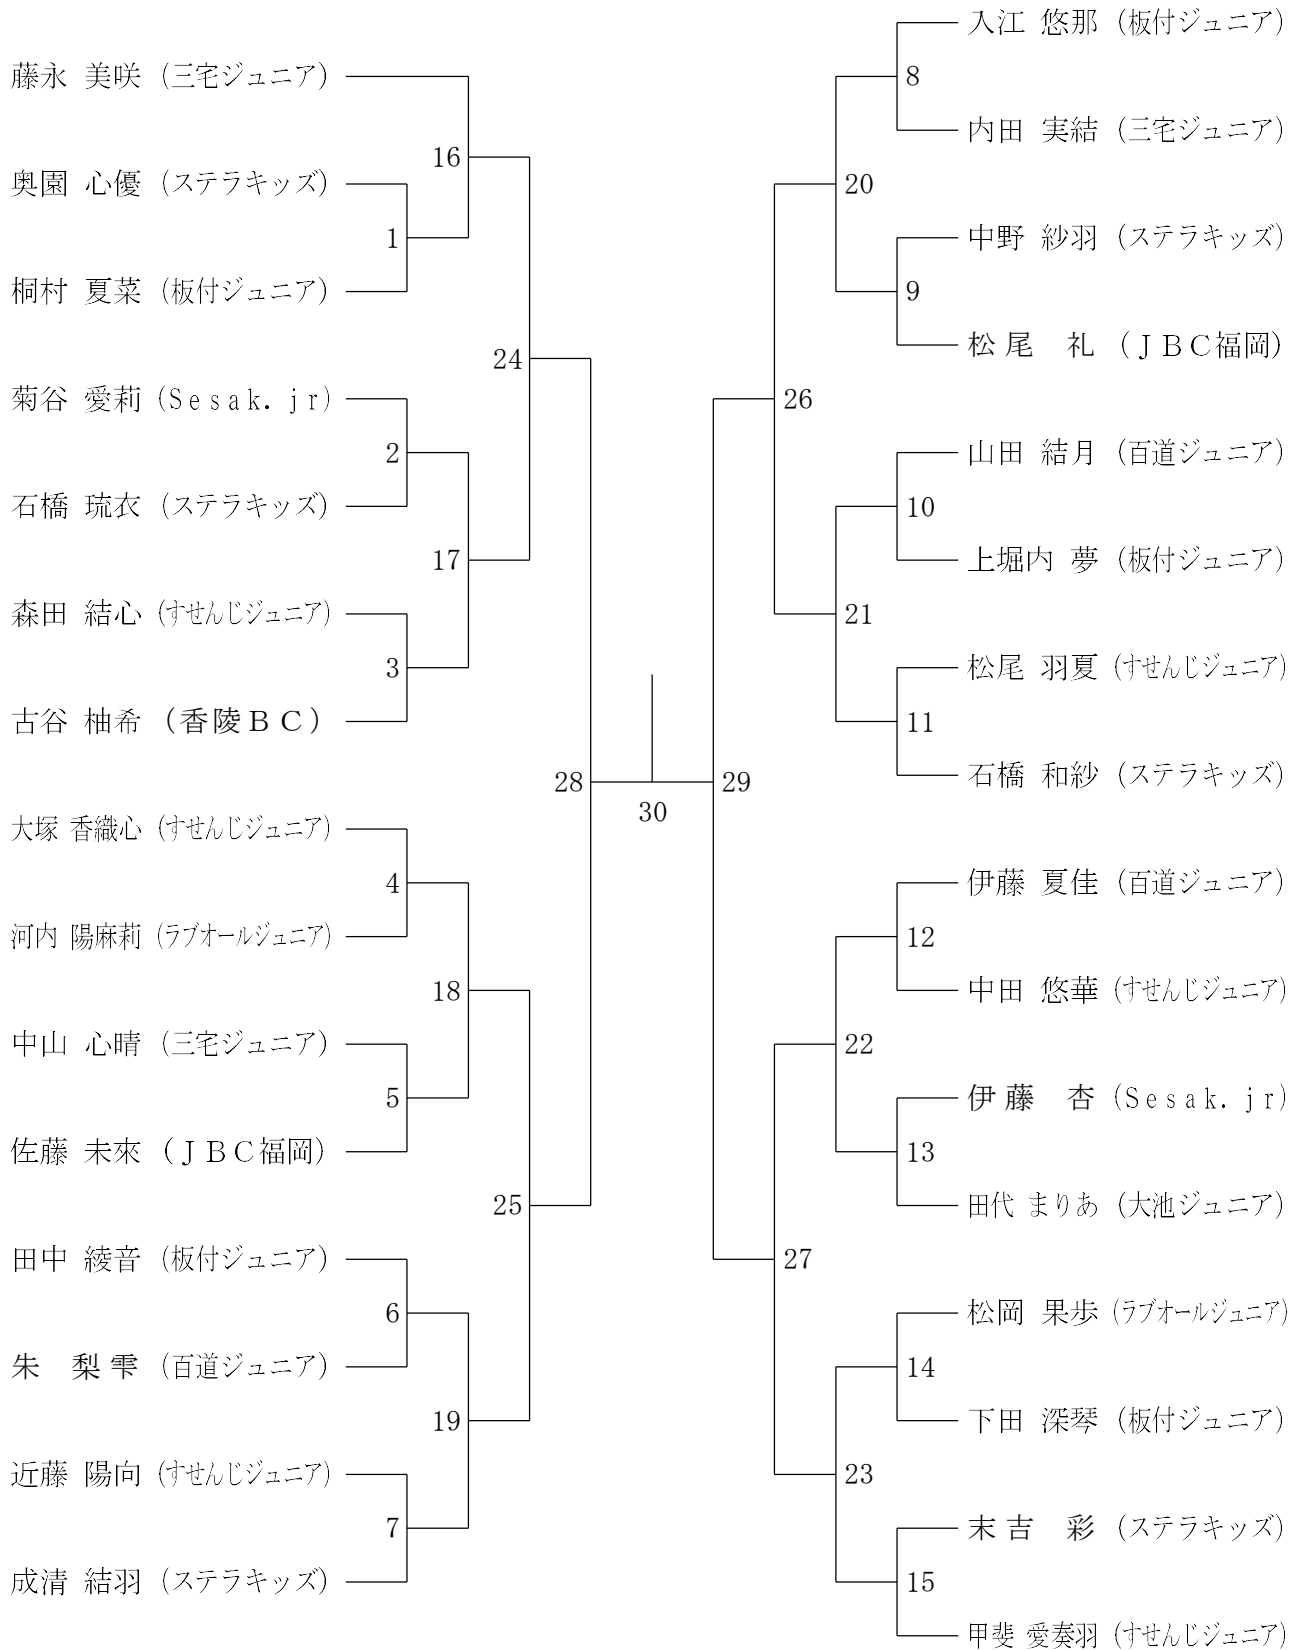 藤永 美咲 (三宅ジュニア)
奥園 心優 (ステラキッズ)
桐村 夏菜 (板付ジュニア)
菊谷 愛莉 (Sesak.jr)
石橋 琉衣 (ステラキッズ)
森田 結心 (すせんじジュニア)
古谷 柚希 (香陵ＢＣ)
大塚 香織心 (すせんじジュニア)
河内 陽麻莉 (ラブオールジュニア)
中山 心晴 (三宅ジュニア)
佐藤 未來 (ＪＢＣ福岡)
田中 綾音 (板付ジュニア)
朱 梨雫 (百道ジュニア)
近藤 陽向 (すせんじジュニア)
成清 結羽 (ステラキッズ)
1
2
3
4
5
6
7
16
17
18
19
24
25
28
30
29
26
27
20
21
22
23
8
9
10
11
12
13
14
15
入江 悠那 (板付ジュニア)
内田 実結 (三宅ジュニア)
中野 紗羽 (ステラキッズ)
松尾 礼 (ＪＢＣ福岡)
山田 結月 (百道ジュニア)
上堀内 夢 (板付ジュニア)
松尾 羽夏 (すせんじジュニア)
石橋 和紗 (ステラキッズ)
伊藤 夏佳 (百道ジュニア)
中田 悠華 (すせんじジュニア)
伊藤 杏 (Sesak.jr)
田代 まりあ (大池ジュニア)
松岡 果歩 (ラブオールジュニア)
下田 深琴 (板付ジュニア)
末吉 彩 (ステラキッズ)
甲斐 愛奏羽 (すせんじジュニア)